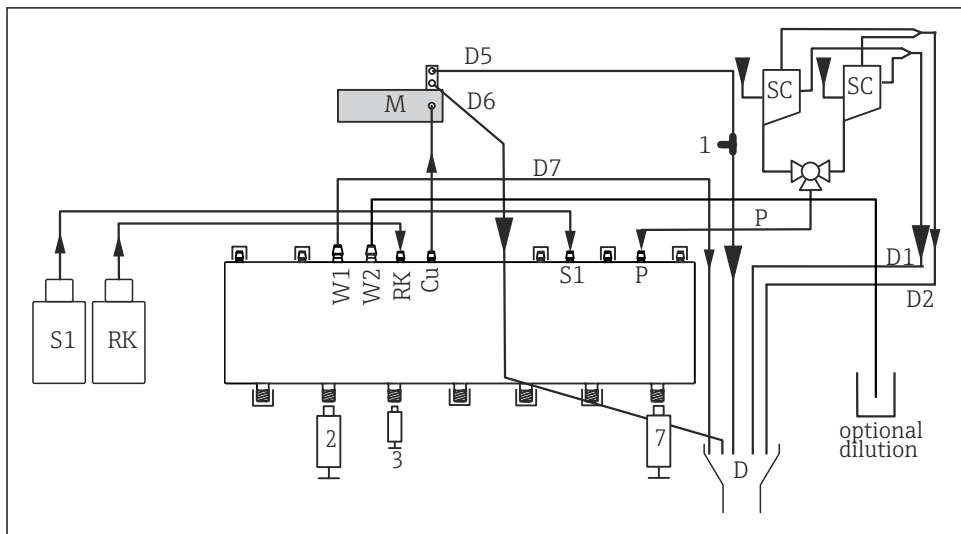 D5
SC
SC
M
D6
1
D7
P
W1
W2
RK
Cu
S1
P
D1
D2
S1
RK
2
3
7
D
optional
dilution